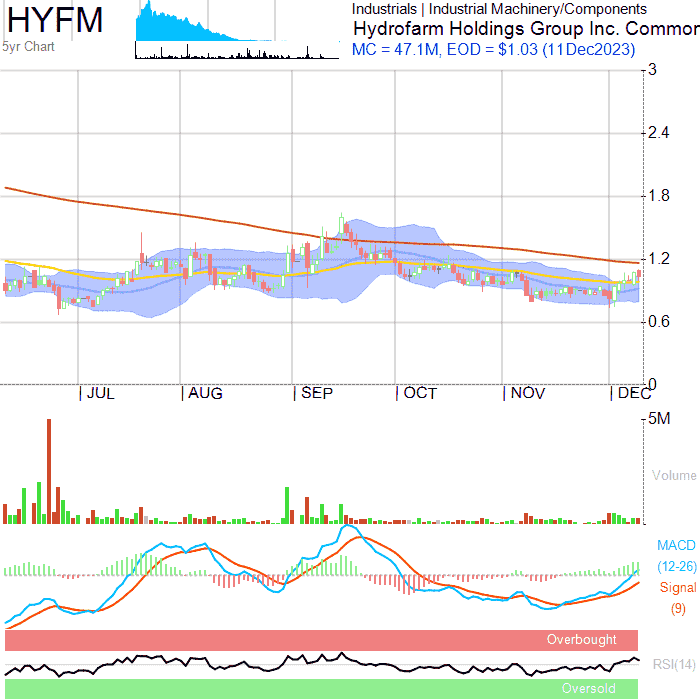 HYFM
5yr Chart
Industrials | Industrial Machinery/Components
Hydrofarm Holdings Group Inc. Common
MC = 47.1M, EOD = $1.03 (11Dec2023)
3
2.4
1.8
1.2
0.6
0
JUL AUG SEP OCT NOV DEC
5M
Volume
MACD
(12-26)
Signal
(9)
Overbought
RSI(14)
Oversold